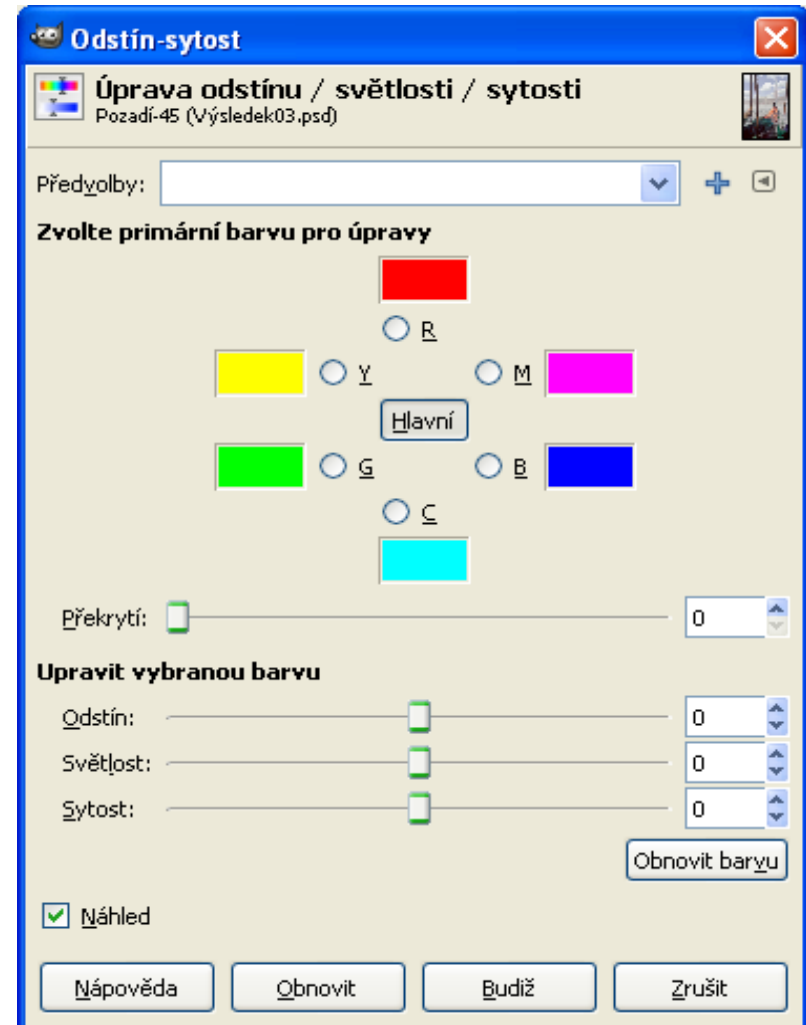 Odstín-sytost
Úprava odstínu / světlosti / sytosti
Pozadí-45 (Výsledek03.psd)
Předvolby:
Zvolte primární barvu pro úpravy
R
Y M
Hlavní
G B
C
Překrytí: 0
Upravit vybranou barvu
Odstín: 0
Světlost: 0
Sytost: 0
Obnovit barvu
Náhled
Nápověda Obnovit Budiž Zrušit